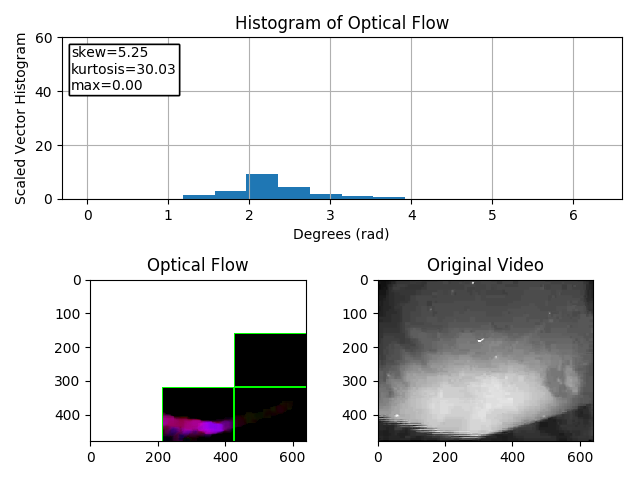 Histogram of Optical Flow
Scaled Vector Histogram
60
40
20
0
skew=5.25
kurtosis=30.03
max=0.00
0 1 2 3 4 5 6
Degrees (rad)
Optical Flow
0
100
200
300
400
0 200 400 600
Original Video
0
100
200
300
400
0 200 400 600